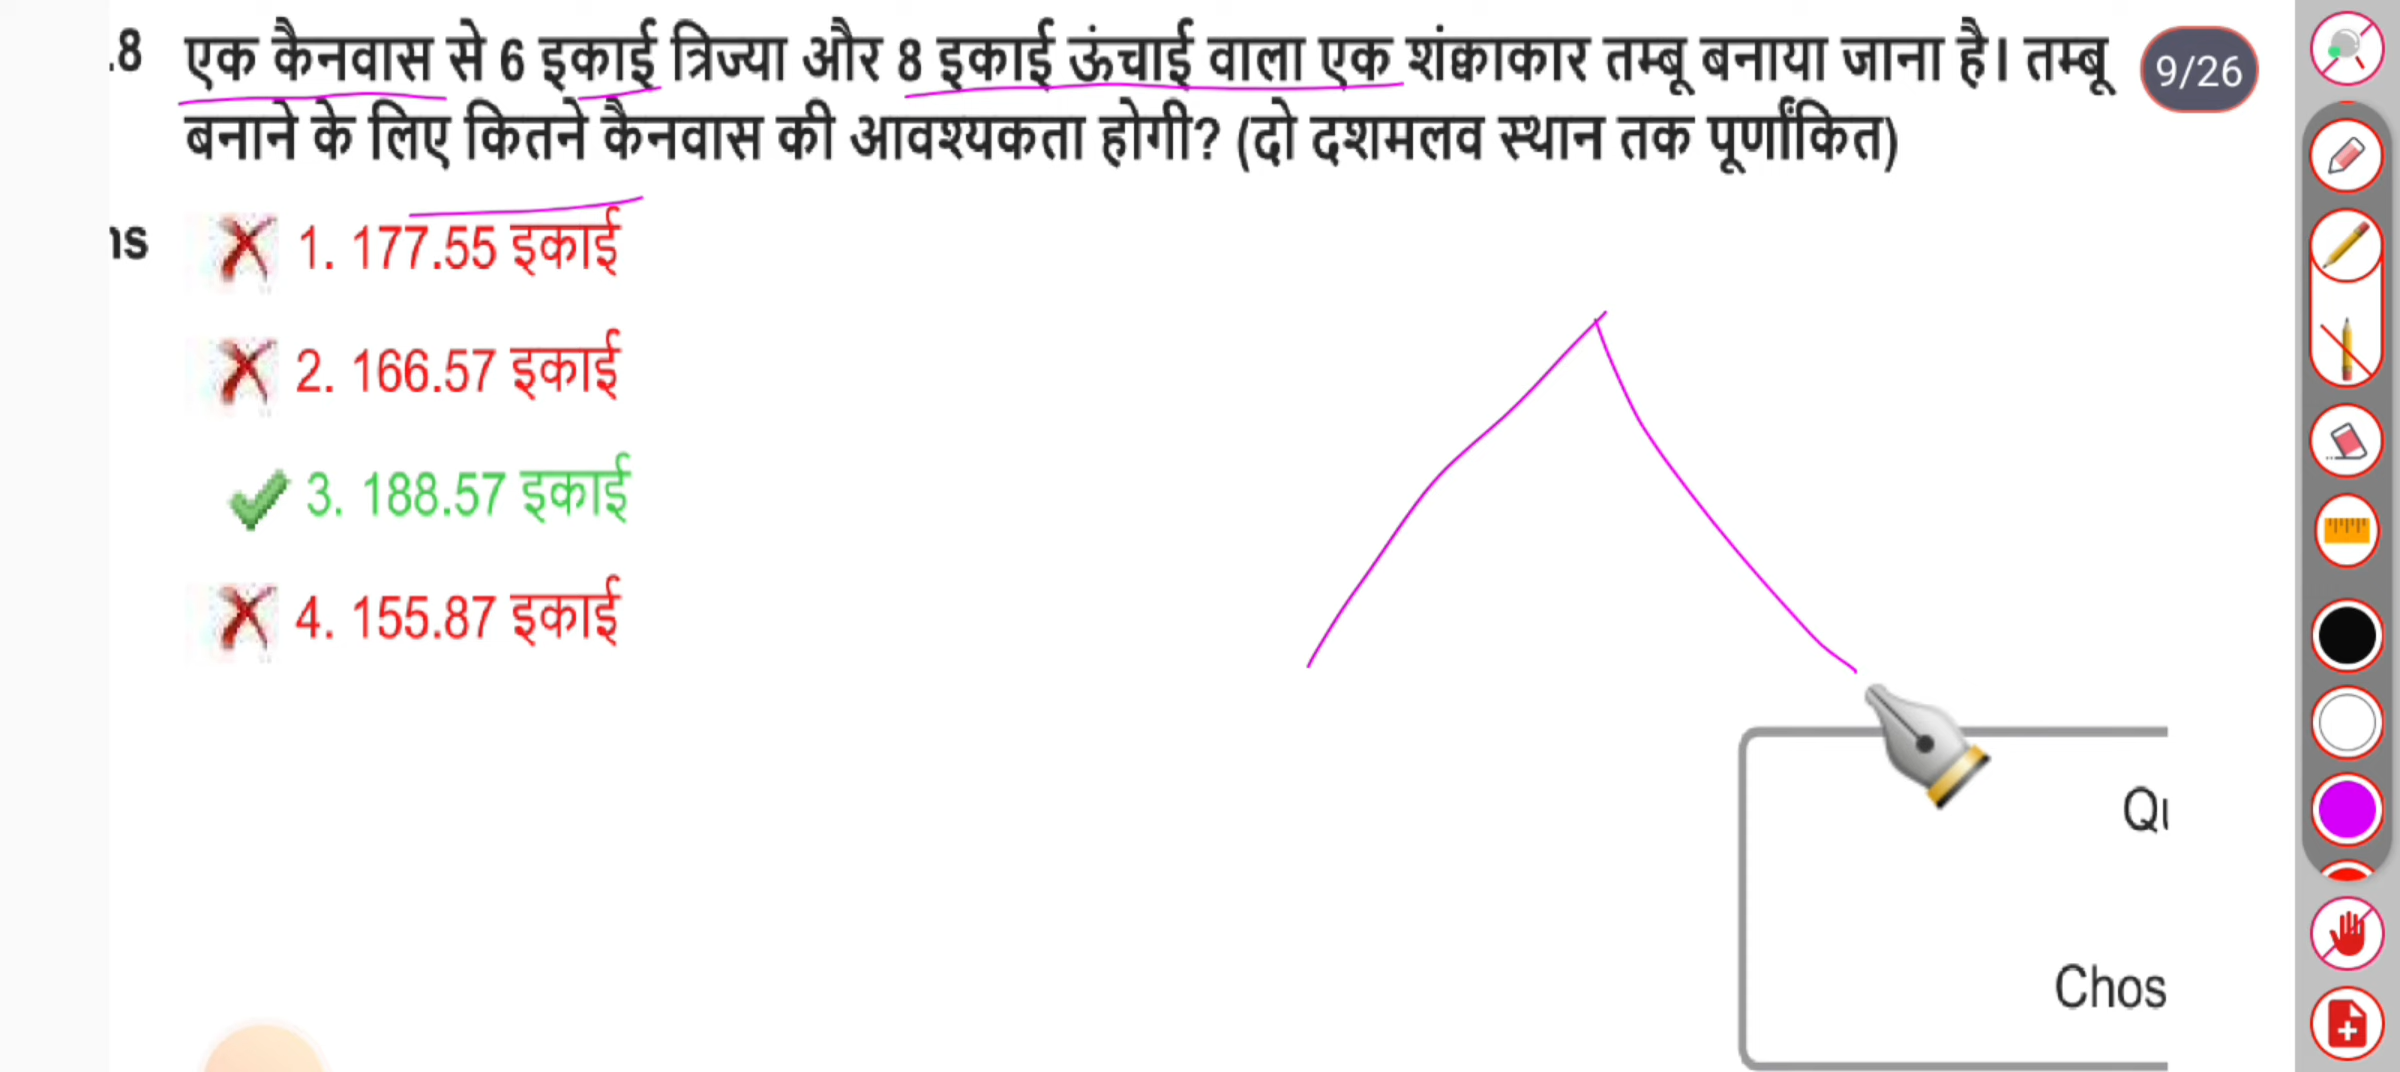 .8 एक कैनवास से 6 इकाई त्रिज्या और 8 इकाई ऊंचाई वाला एक शंक्वाकार तम्बू बनाया जाना है। तम्बू 9/26
बनाने के लिए कितने कैनवास की आवश्यकता होगी? (दो दशमलव स्थान तक पूर्णांकित)
ns 1. 177.55 इकाई
2. 166.57 इकाई
3. 188.57 इकाई
4. 155.87 इकाई
Qu
Chos